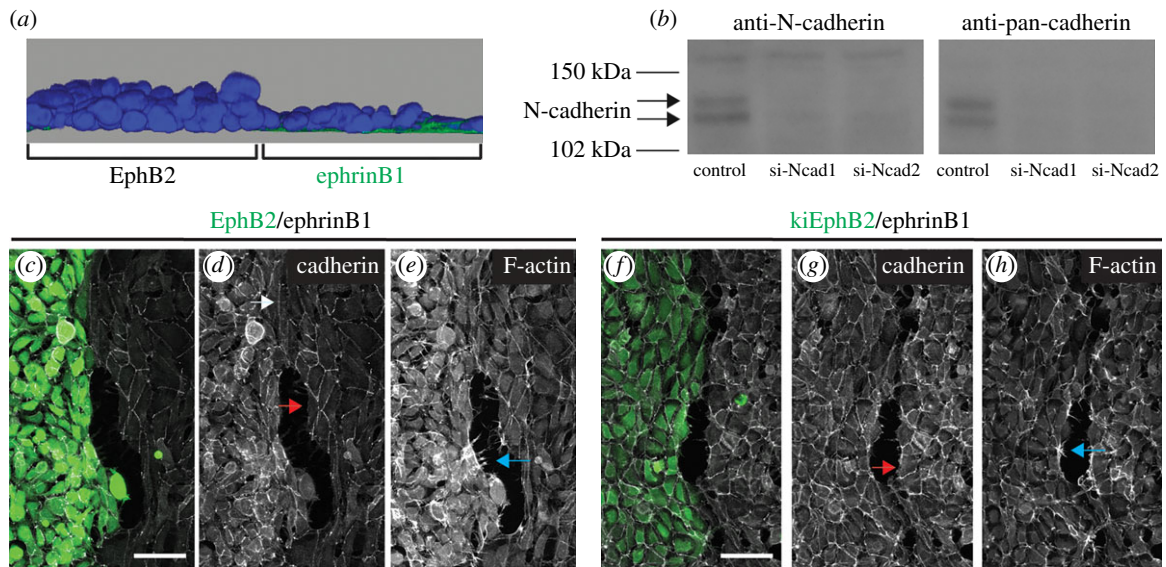 (a)
EphB2
ephrinB1
(b)
anti-N-cadherin
anti-pan-cadherin
150 kDa
N-cadherin
102 kDa
control
si-Ncad1
si-Ncad2
control
si-Ncad1
si-Ncad2
EphB2/ephrinB1
kiEphB2/ephrinB1
(c)
(d)
cadherin
(e)
F-actin
(f)
(g)
cadherin
(h)
F-actin